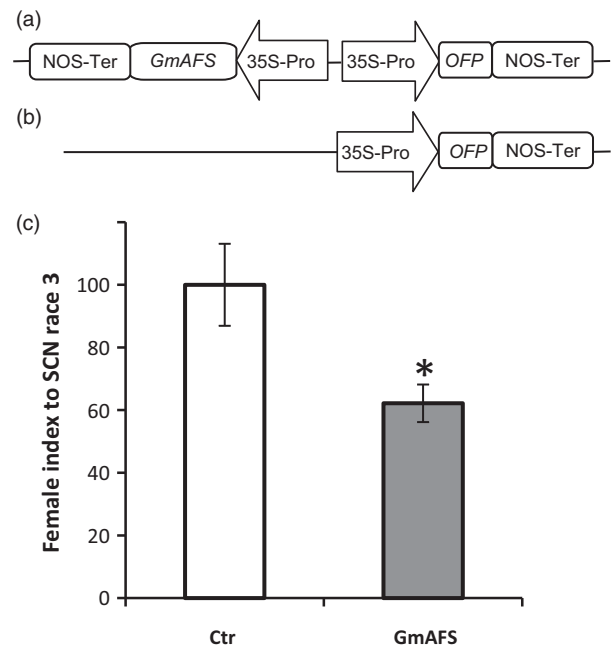 (a)
NOS-Ter GmAFS 35S-Pro 35S-Pro OFP NOS-Ter
(b)
35S-Pro OFP NOS-Ter
(c)
Female index to SCN race 3
100
80
60
40
20
0
*
Ctr GmAFS